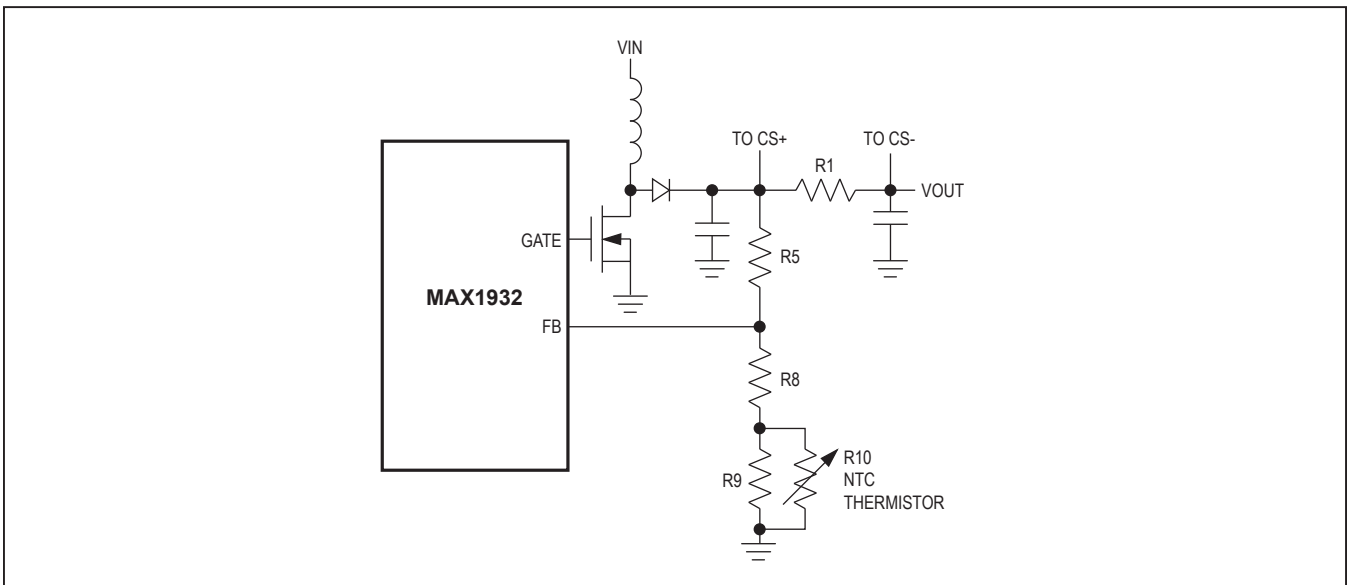 VIN
TO CS+
TO CS-
R1
VOUT
GATE
R5
MAX1932
FB
R8
R9
R10
NTC
THERMISTOR